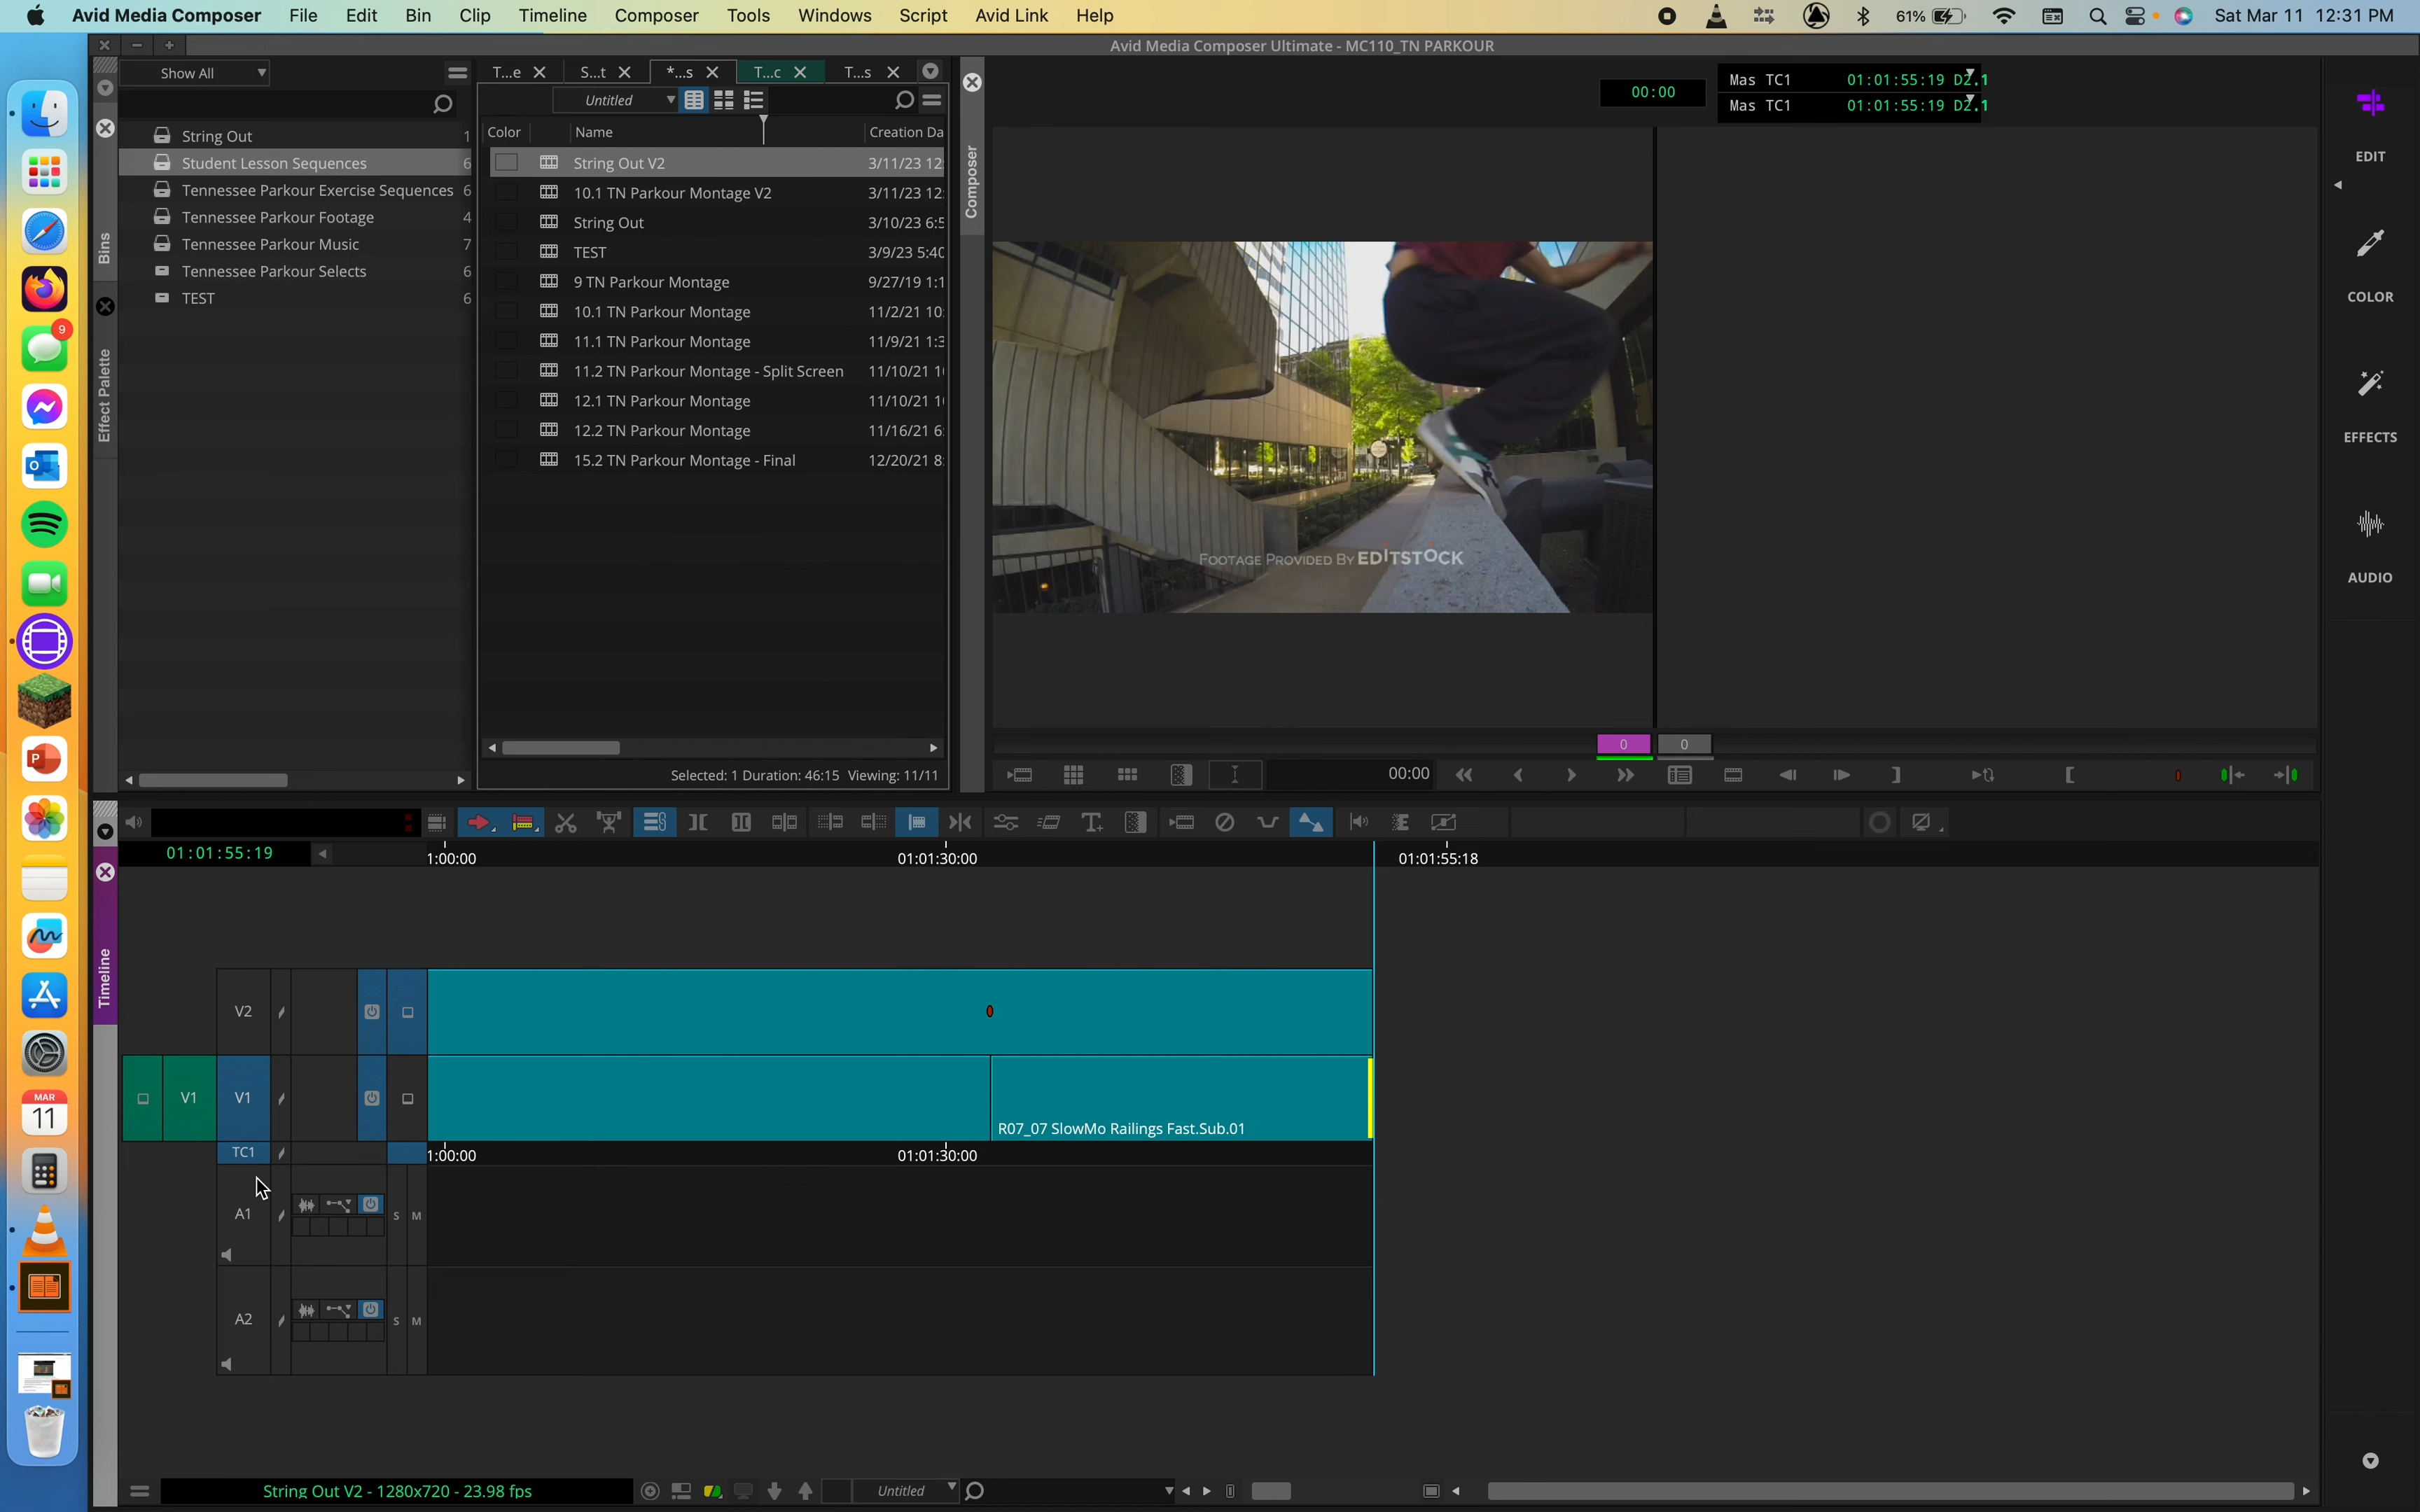 Avid Media Composer File Edit Bin Clip Timeline Composer Tools Windows Script Avid Link Help
61% Sat Mar 11 12:31 PM
Avid Media Composer Ultimate - MC110_TN PARKOUR
Show All
String Out 1
Student Lesson Sequences 6
Tennessee Parkour Exercise Sequences 6
Tennessee Parkour Footage 4
Tennessee Parkour Music 7
Tennessee Parkour Selects 6
TEST 6
Bins
Effect Palette
T...e S...t *...s T...c T...s
Untitled
Color Name Creation Da
String Out V2 3/11/23 12:
10.1 TN Parkour Montage V2 3/11/23 12:
String Out 3/10/23 6:5
TEST 3/9/23 5:40
9 TN Parkour Montage 9/27/19 1:1
10.1 TN Parkour Montage 11/2/21 10:
11.1 TN Parkour Montage 11/9/21 1:3
11.2 TN Parkour Montage - Split Screen 11/10/21 1
12.1 TN Parkour Montage 11/10/21 1
12.2 TN Parkour Montage 11/16/21 6:
15.2 TN Parkour Montage - Final 12/20/21 8:
Selected: 1 Duration: 46:15 Viewing: 11/11
Composer
00:00
Mas TC1 01:01:55:19 D2.1
Mas TC1 01:01:55:19 D2.1
FOOTAGE PROVIDED BY EDITSTOCK
0 0
00:00
EDIT
COLOR
EFFECTS
AUDIO
9
MAR
11
Timeline
01:01:55:19
1:00:00 01:01:30:00 01:01:55:18
V2
V1 V1
R07_07 SlowMo Railings Fast.Sub.01
TC1
1:00:00 01:01:30:00
A1 S M
A2 S M
String Out V2 - 1280x720 - 23.98 fps
Untitled